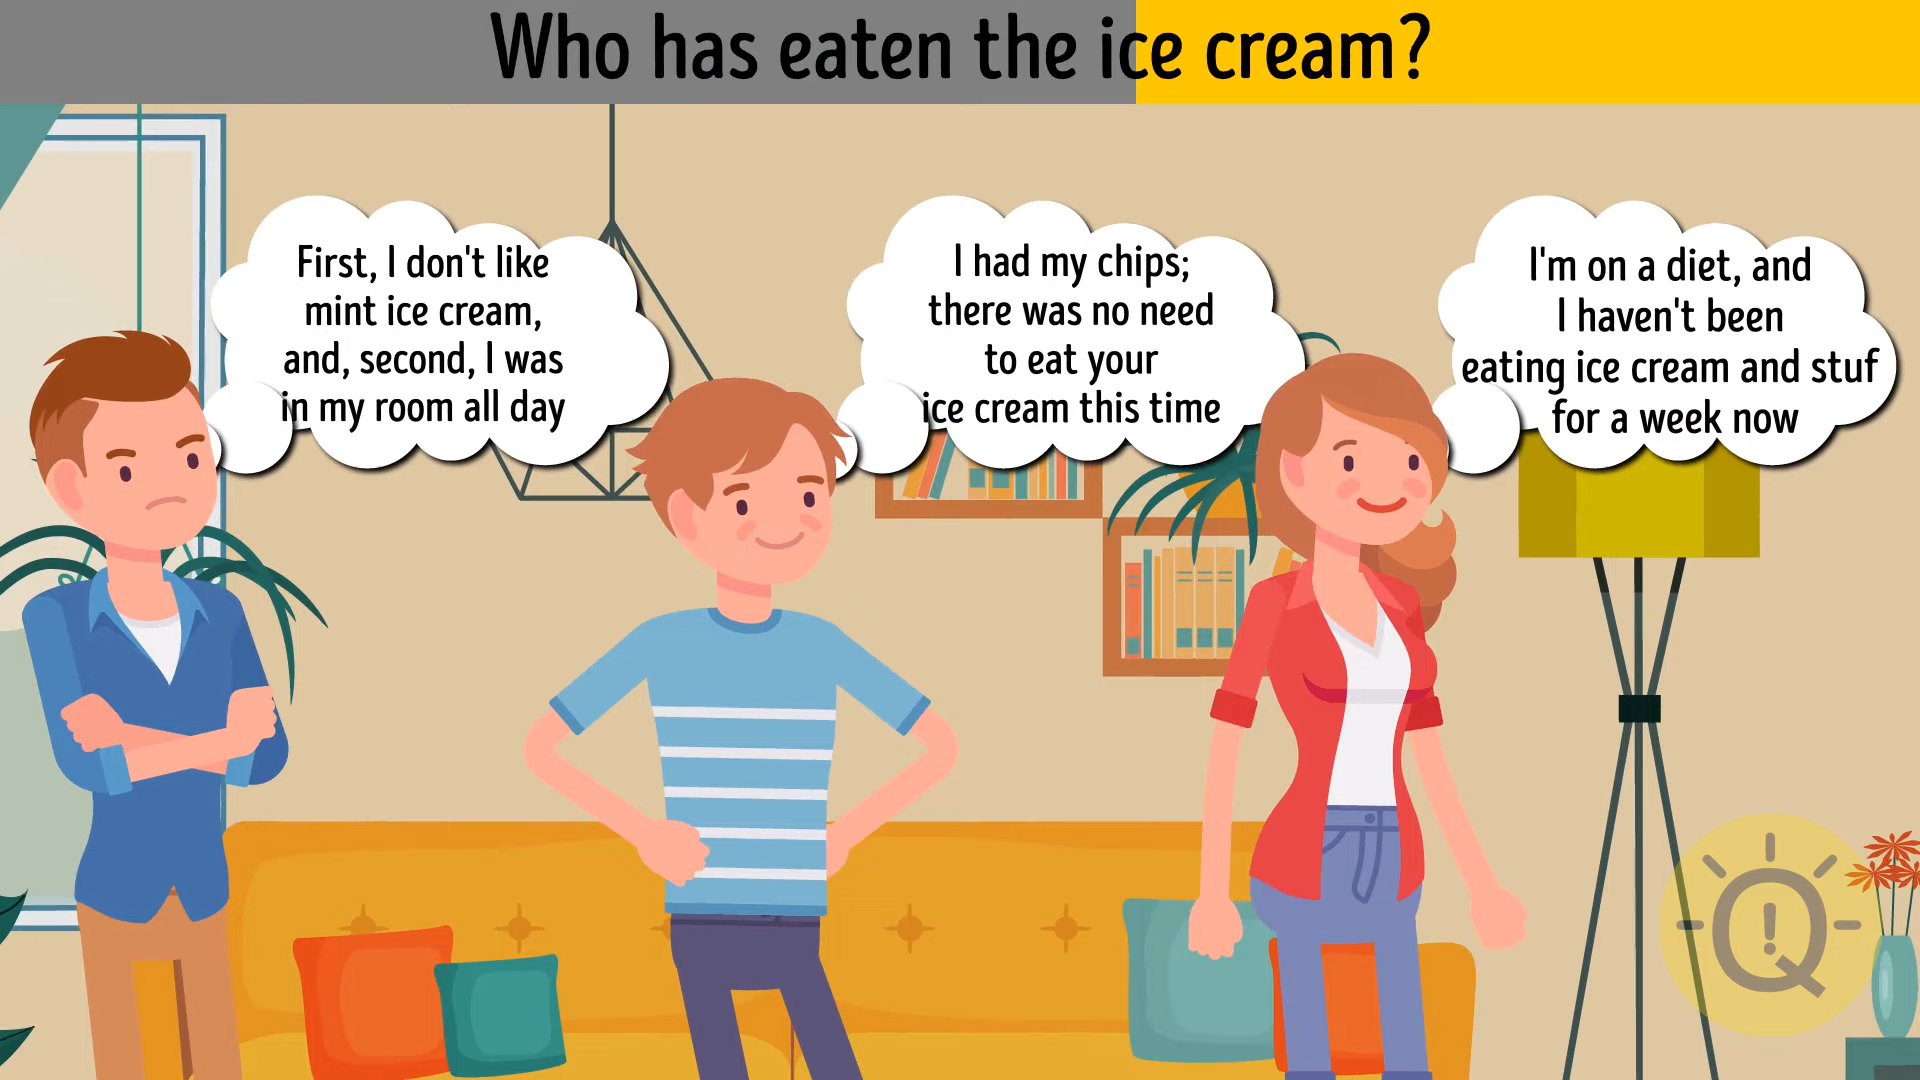 Who has eaten the ice cream?
First, I don't like
mint ice cream,
and, second, I was
in my room all day
I had my chips;
there was no need
to eat your
ice cream this time
I'm on a diet, and
I haven't been
eating ice cream and stuf
for a week now
Q!